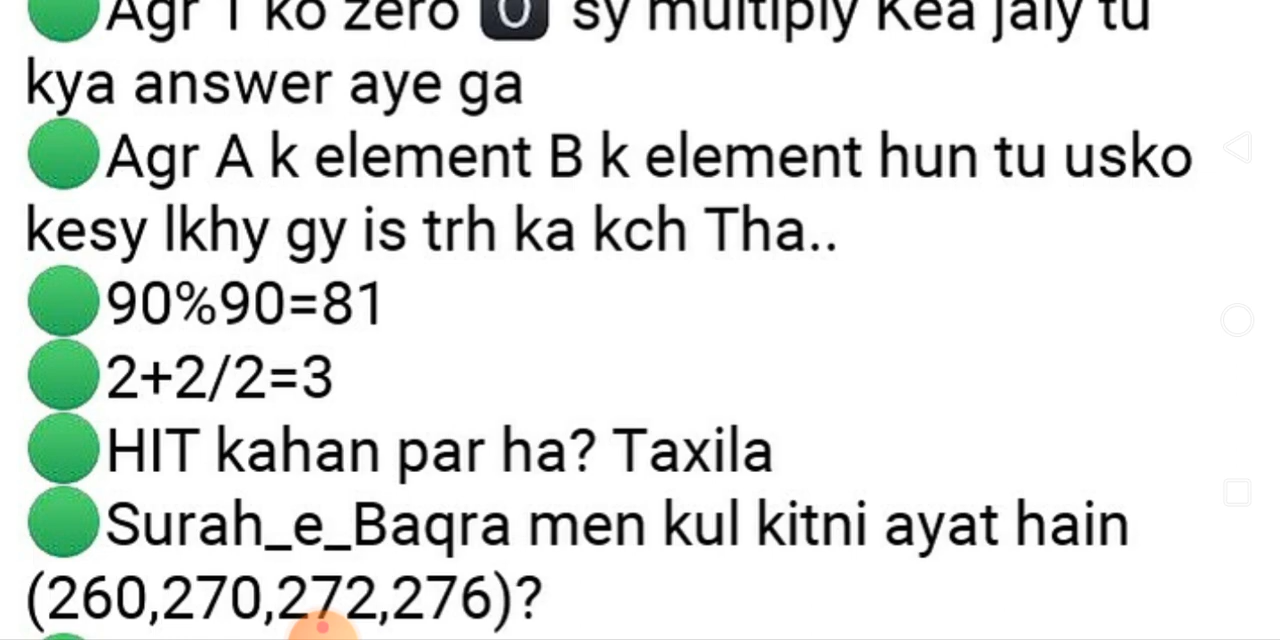 🟢Agr 1 ko zero 0️⃣ sy multiply Kea jaly tu
kya answer aye ga
🟢Agr A k element B k element hun tu usko
kesy lkhy gy is trh ka kch Tha..
🟢90%90=81
🟢2+2/2=3
🟢HIT kahan par ha? Taxila
🟢Surah_e_Baqra men kul kitni ayat hain
(260,270,272,276)?